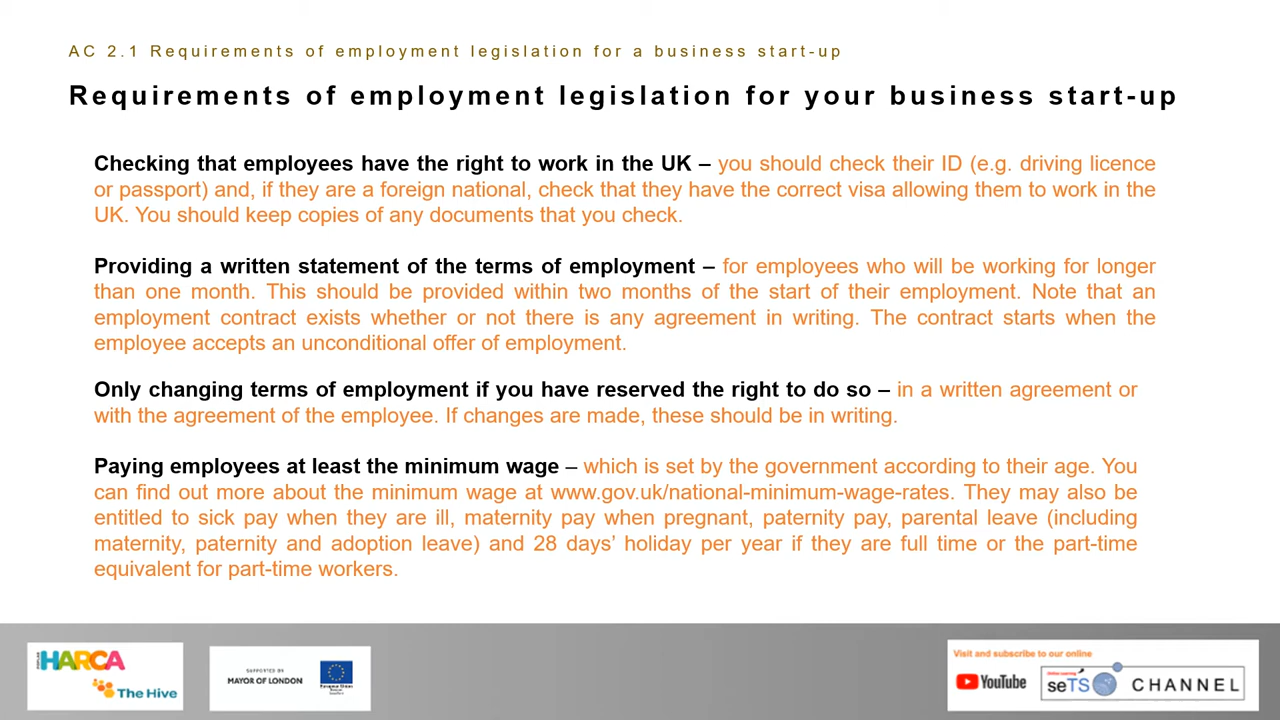 AC 2.1 Requirements of employment legislation for a business start-up
Requirements of employment legislation for your business start-up
Checking that employees have the right to work in the UK – you should check their ID (e.g. driving licence
or passport) and, if they are a foreign national, check that they have the correct visa allowing them to work in the
UK. You should keep copies of any documents that you check.
Providing a written statement of the terms of employment – for employees who will be working for longer
than one month. This should be provided within two months of the start of their employment. Note that an
employment contract exists whether or not there is any agreement in writing. The contract starts when the
employee accepts an unconditional offer of employment.
Only changing terms of employment if you have reserved the right to do so – in a written agreement or
with the agreement of the employee. If changes are made, these should be in writing.
Paying employees at least the minimum wage – which is set by the government according to their age. You
can find out more about the minimum wage at www.gov.uk/national-minimum-wage-rates. They may also be
entitled to sick pay when they are ill, maternity pay when pregnant, paternity pay, parental leave (including
maternity, paternity and adoption leave) and 28 days’ holiday per year if they are full time or the part-time
equivalent for part-time workers.
HARCA
The Hive
SUPPORTED BY
MAYOR OF LONDON
Visit and subscribe to our online
YouTube
seTS CHANNEL